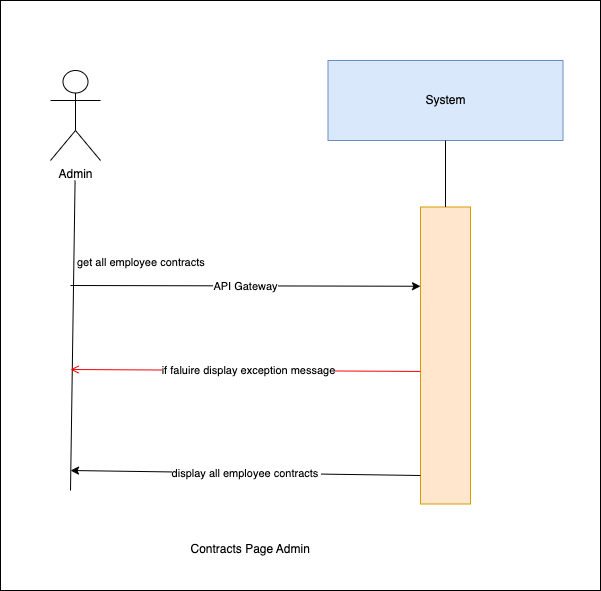 System
Admin
get all employee contracts
API Gateway
if faluire display exception message
display all employee contracts
Contracts Page Admin